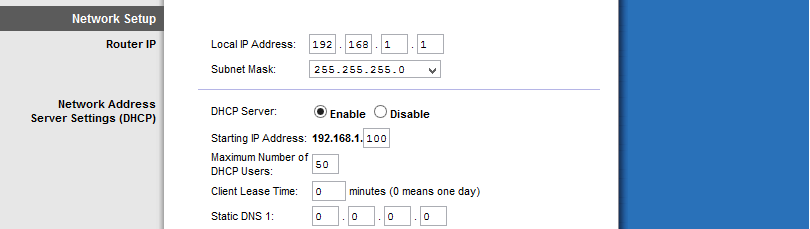 Network Setup
Router IP
Local IP Address: 192 . 168 . 1 . 1
Subnet Mask: 255.255.255.0
Network Address
Server Settings (DHCP)
DHCP Server: Enable Disable
Starting IP Address: 192.168.1. 100
Maximum Number of
DHCP Users: 50
Client Lease Time: 0 minutes (0 means one day)
Static DNS 1: 0 . 0 . 0 . 0